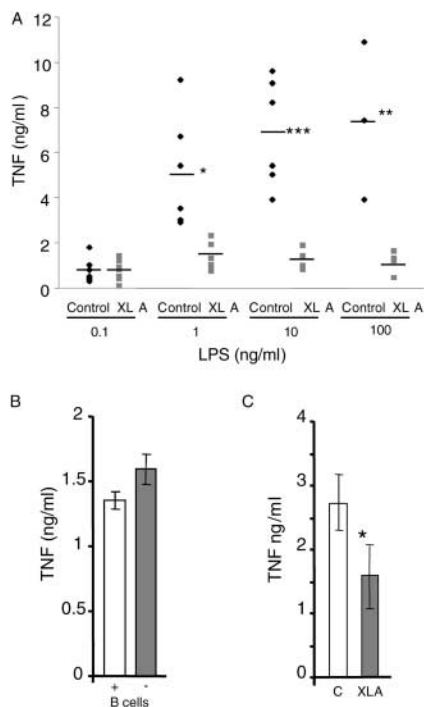 A
12
10
8
6
4
2
0
TNF (ng/ml)
*
***
**
Control XL A Control XL A Control XL A Control XL A
0.1 1 10 100
LPS (ng/ml)
B
2
1.5
1
0.5
0
TNF (ng/ml)
+ -
B cells
C
5
4
3
2
1
0
TNF ng/ml)
*
C XLA